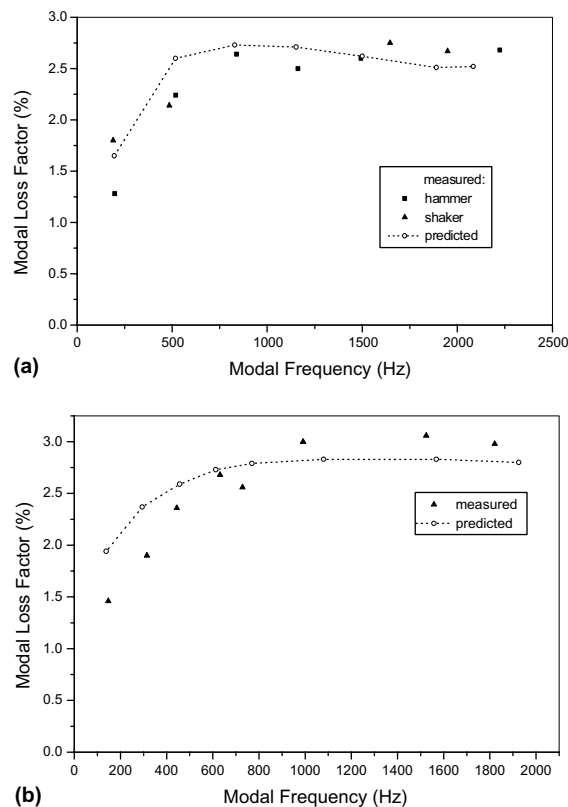 3.0
2.5
2.0
1.5
1.0
0.5
0.0
Modal Loss Factor (%)
measured:
hammer
shaker
predicted
0 500 1000 1500 2000 2500
(a)
Modal Frequency (Hz)
3.0
2.5
2.0
1.5
1.0
0.5
0.0
Modal Loss Factor (%)
measured
predicted
0 200 400 600 800 1000 1200 1400 1600 1800 2000
(b)
Modal Frequency (Hz)